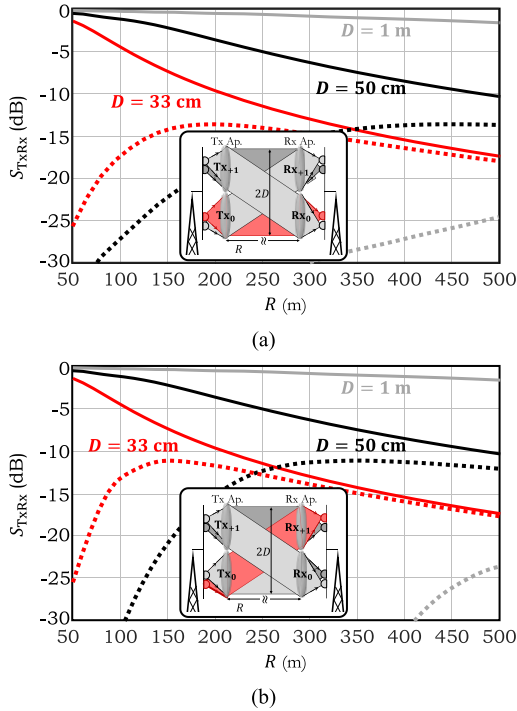 0
-5
-10
-15
-20
-25
-30
S_TxRx (dB)
D = 1 m
D = 50 cm
D = 33 cm
Tx Ap.
Rx Ap.
Tx+1
Rx+1
2D
Tx0
Rx0
R
≈
50 100 150 200 250 300 350 400 450 500
R (m)
(a)
0
-5
-10
-15
-20
-25
-30
S_TxRx (dB)
D = 1 m
D = 50 cm
D = 33 cm
Tx Ap.
Rx Ap.
Tx+1
Rx+1
2D
Tx0
Rx0
R
≈
50 100 150 200 250 300 350 400 450 500
R (m)
(b)